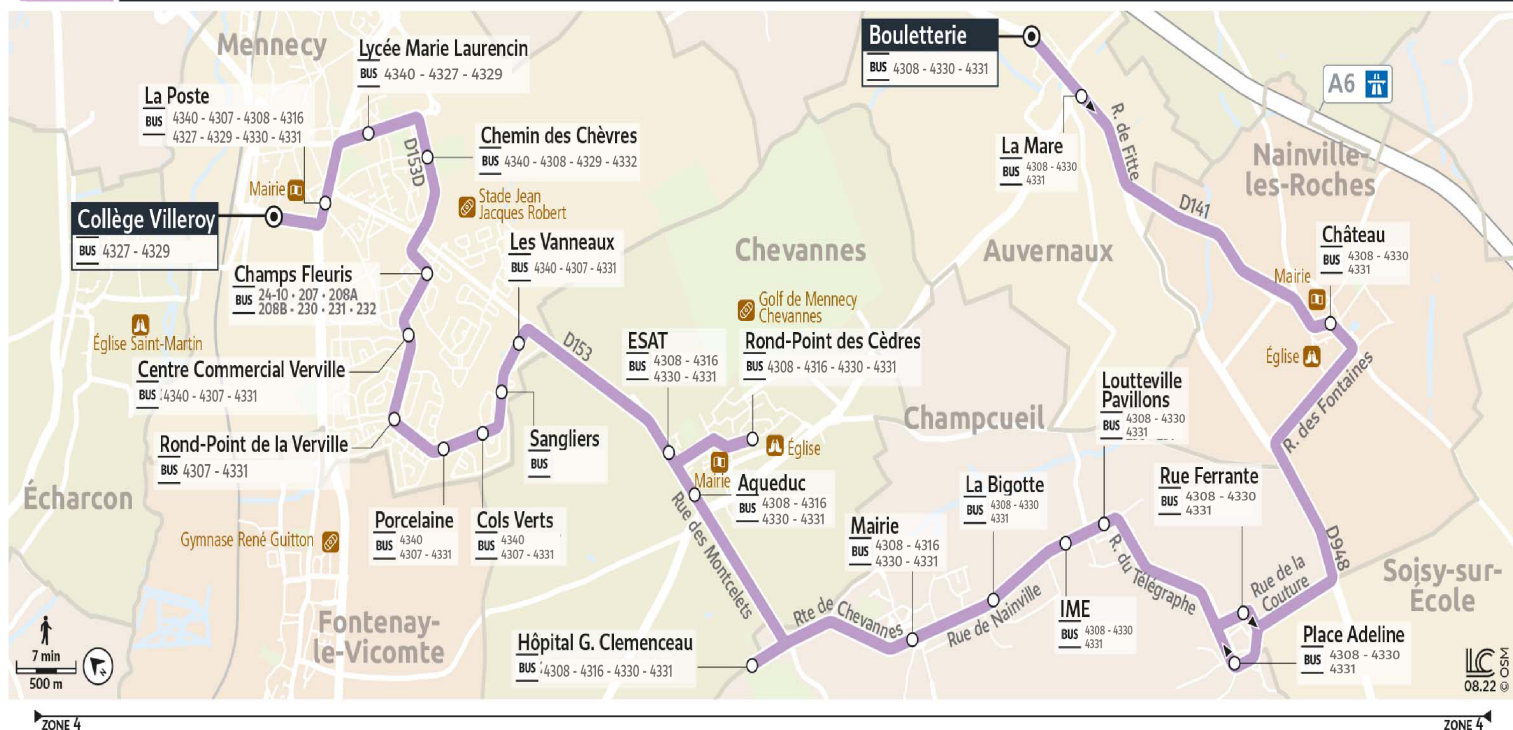 Mennecy
Lycée Marie Laurencin
BUS 4340 - 4327 - 4329
La Poste
BUS 4340 - 4307 - 4308 - 4316
4327 - 4329 - 4330 - 4331
Chemin des Chèvres
BUS 4340 - 4308 - 4329 - 4332
D153D
Mairie
Stade Jean
Jacques Robert
Collège Villeroy
BUS 4327 - 4329
Les Vanneaux
BUS 4340 - 4307 - 4331
Champs Fleuris
BUS 24-10 · 207 · 208A
208B · 230 · 231 · 232
Église Saint-Martin
Centre Commercial Verville
BUS 4340 - 4307 - 4331
Rond-Point de la Verville
BUS 4307 - 4331
Écharcon
Porcelaine
BUS 4340
4307 - 4331
Cols Verts
BUS 4340
4307 - 4331
Sangliers
BUS
Gymnase René Guitton
Fontenay-
le-Vicomte
D153
ESAT
BUS 4308 - 4316
4330 - 4331
Chevannes
Golf de Mennecy
Chevannes
Rond-Point des Cèdres
BUS 4308 - 4316 - 4330 - 4331
Église
Mairie
Aqueduc
BUS 4308 - 4316
4330 - 4331
Rue des Montcelets
Hôpital G. Clemenceau
BUS 4308 - 4316 - 4330 - 4331
Rte de Chevannes
Mairie
BUS 4308 - 4316
4330 - 4331
Champcueil
La Bigotte
BUS 4308 - 4330
4331
Rue de Nainville
IME
BUS 4308 - 4330
4331
Loutteville
Pavillons
BUS 4308 - 4330
4331
R. du Télégraphe
Rue Ferrante
BUS 4308 - 4330
4331
Rue de la
Couture
Place Adeline
BUS 4308 - 4330
4331
D948
Soisy-sur-
École
R. des Fontaines
Église
Mairie
Château
BUS 4308 - 4330
4331
Nainville-
les-Roches
D141
Auvernaux
R. de Fitte
La Mare
BUS 4308 - 4330
4331
Bouletterie
BUS 4308 - 4330 - 4331
A6
7 min
500 m
LC
08.22 © OSM
ZONE 4
ZONE 4